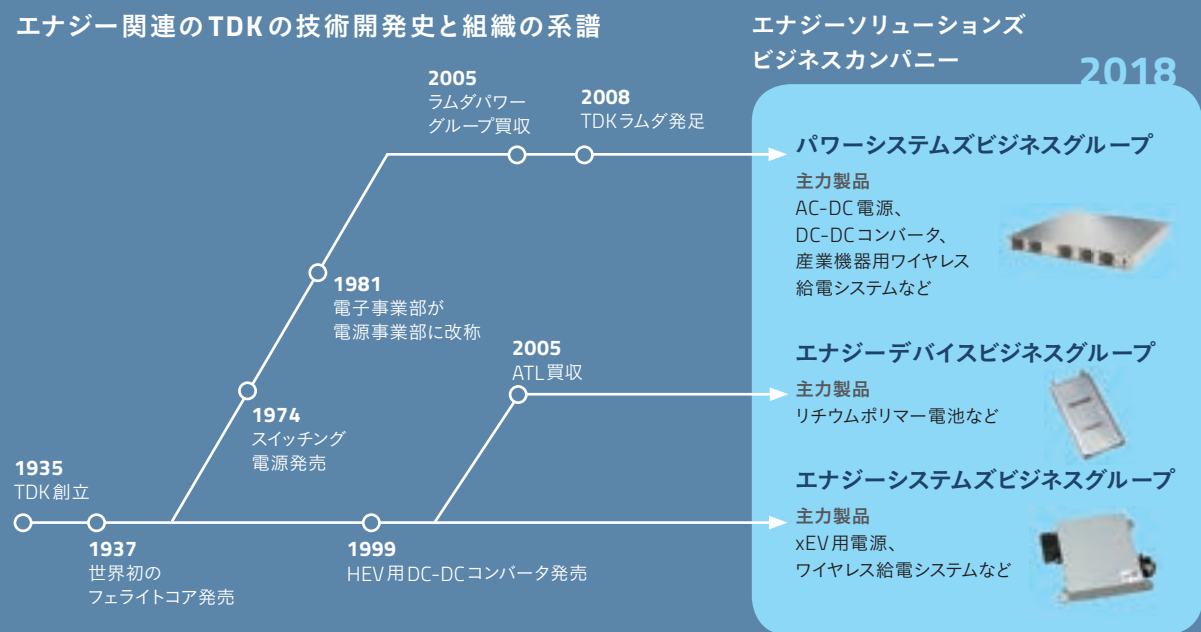 エナジー関連のTDKの技術開発史と組織の系譜
エナジーソリューションズ
ビジネスカンパニー
2018
2005
ラムダパワー
グループ買収
2008
TDKラムダ発足
1981
電子事業部が
電源事業部に改称
2005
ATL買収
1974
スイッチング
電源発売
1935
TDK創立
1937
世界初の
フェライトコア発売
1999
HEV用DC-DCコンバータ発売
パワーシステムズビジネスグループ
主力製品
AC-DC電源、
DC-DCコンバータ、
産業機器用ワイヤレス
給電システムなど
エナジーデバイスビジネスグループ
主力製品
リチウムポリマー電池など
エナジーシステムズビジネスグループ
主力製品
xEV用電源、
ワイヤレス給電システムなど